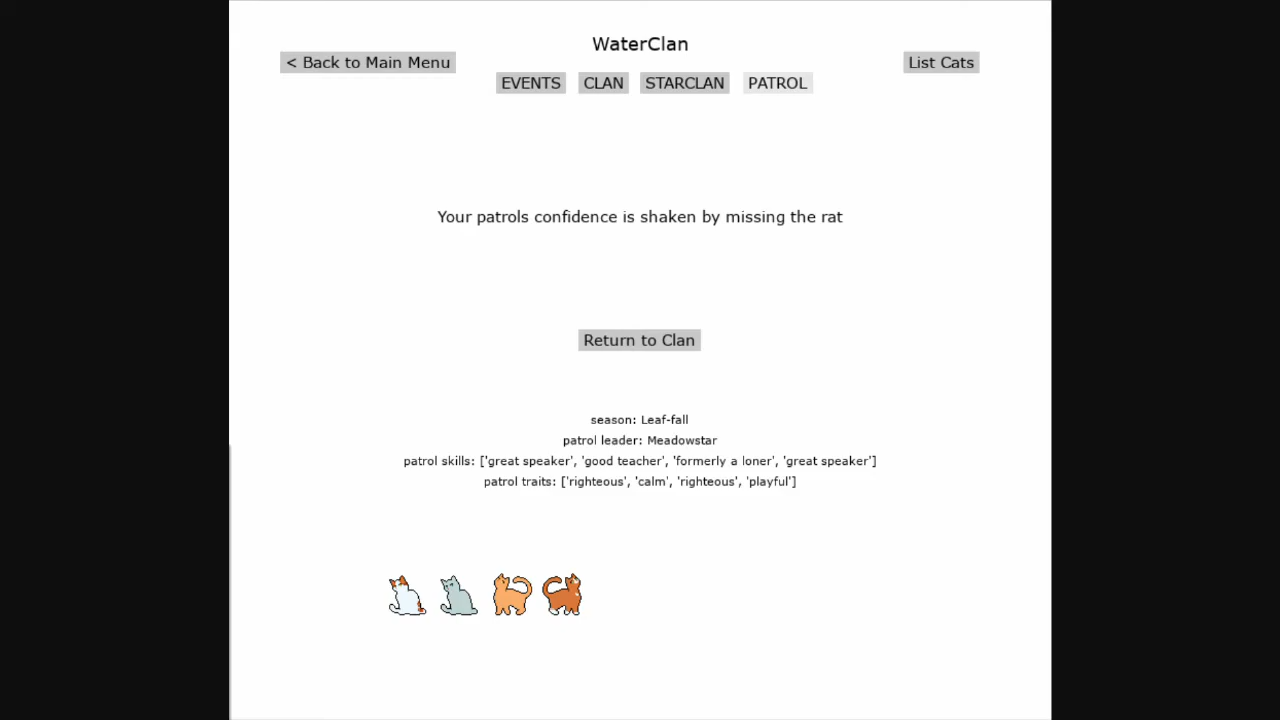 WaterClan
< Back to Main Menu
List Cats
EVENTS CLAN STARCLAN PATROL
Your patrols confidence is shaken by missing the rat
Return to Clan
season: Leaf-fall
patrol leader: Meadowstar
patrol skills: ['great speaker', 'good teacher', 'formerly a loner', 'great speaker']
patrol traits: ['righteous', 'calm', 'righteous', 'playful']